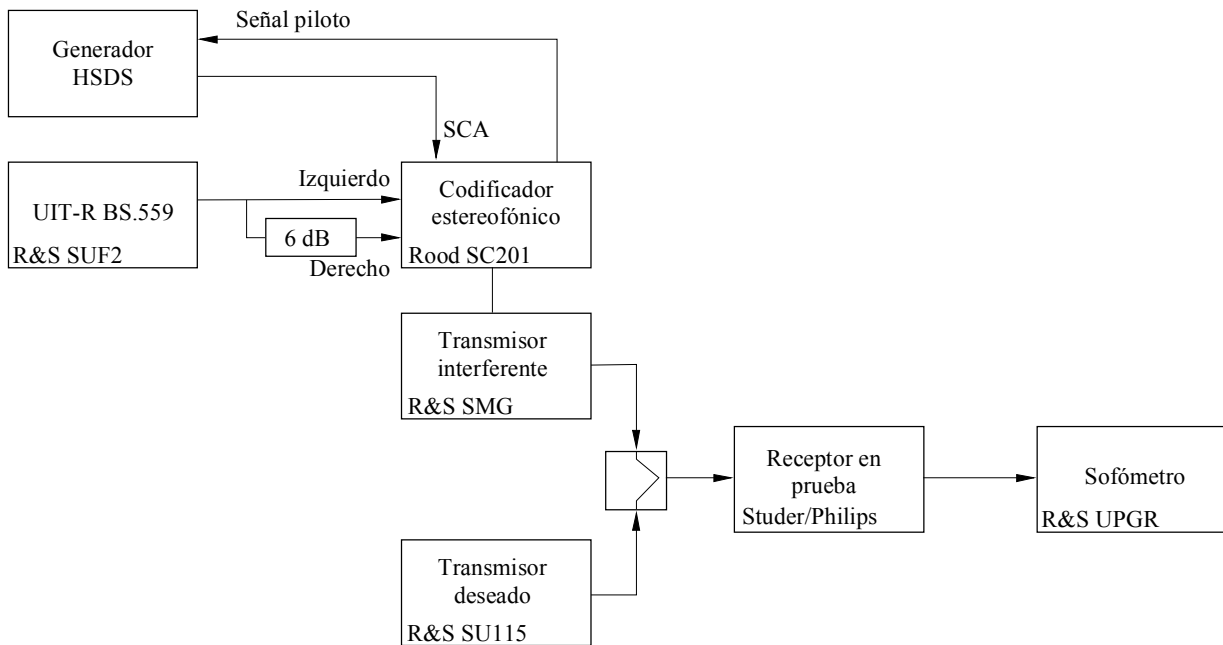 Señal piloto
Generador
HSDS
SCA
Izquierdo
UIT-R BS.559
R&S SUF2
6 dB
Derecho
Codificador
estereofónico
Rood SC201
Transmisor
interferente
R&S SMG
Receptor en
prueba
Studer/Philips
Sofómetro
R&S UPGR
Transmisor
deseado
R&S SU115